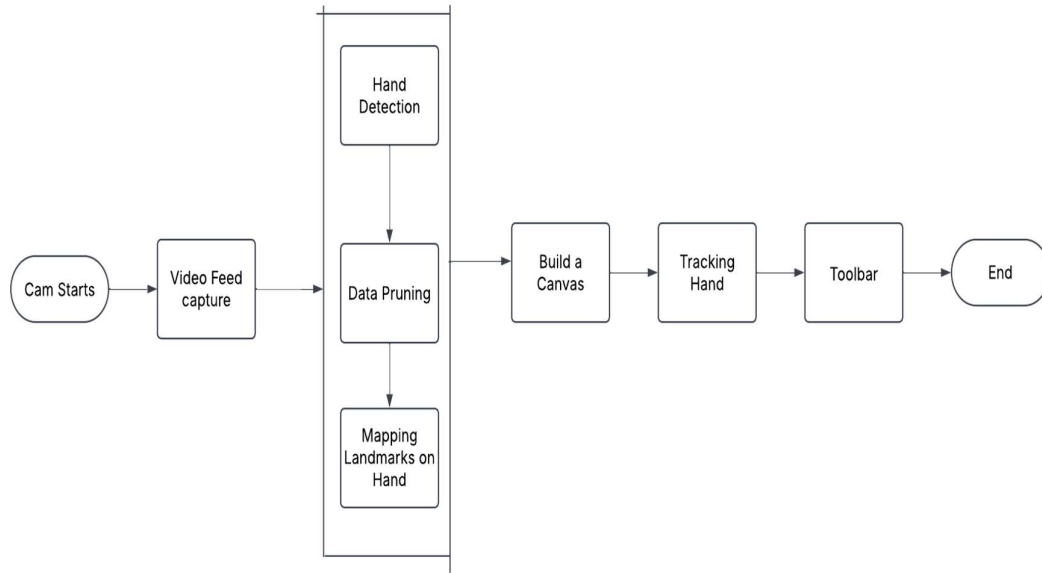 Cam Starts
Video Feed
capture
Hand
Detection
Data Pruning
Mapping
Landmarks on
Hand
Build a
Canvas
Tracking
Hand
Toolbar
End